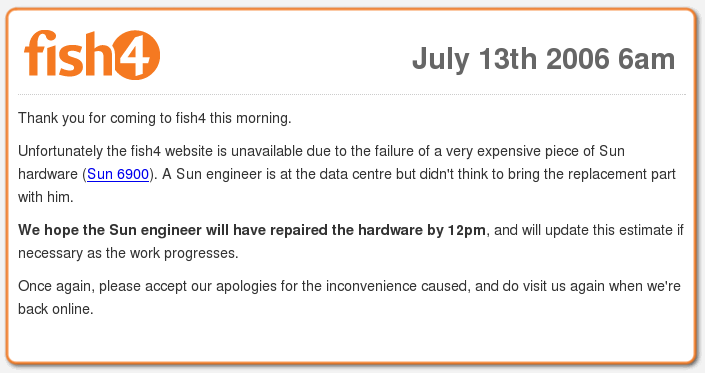 fish4
July 13th 2006 6am
Thank you for coming to fish4 this morning.
Unfortunately the fish4 website is unavailable due to the failure of a very expensive piece of Sun
hardware (Sun 6900). A Sun engineer is at the data centre but didn't think to bring the replacement part
with him.
We hope the Sun engineer will have repaired the hardware by 12pm, and will update this estimate if
necessary as the work progresses.
Once again, please accept our apologies for the inconvenience caused, and do visit us again when we're
back online.